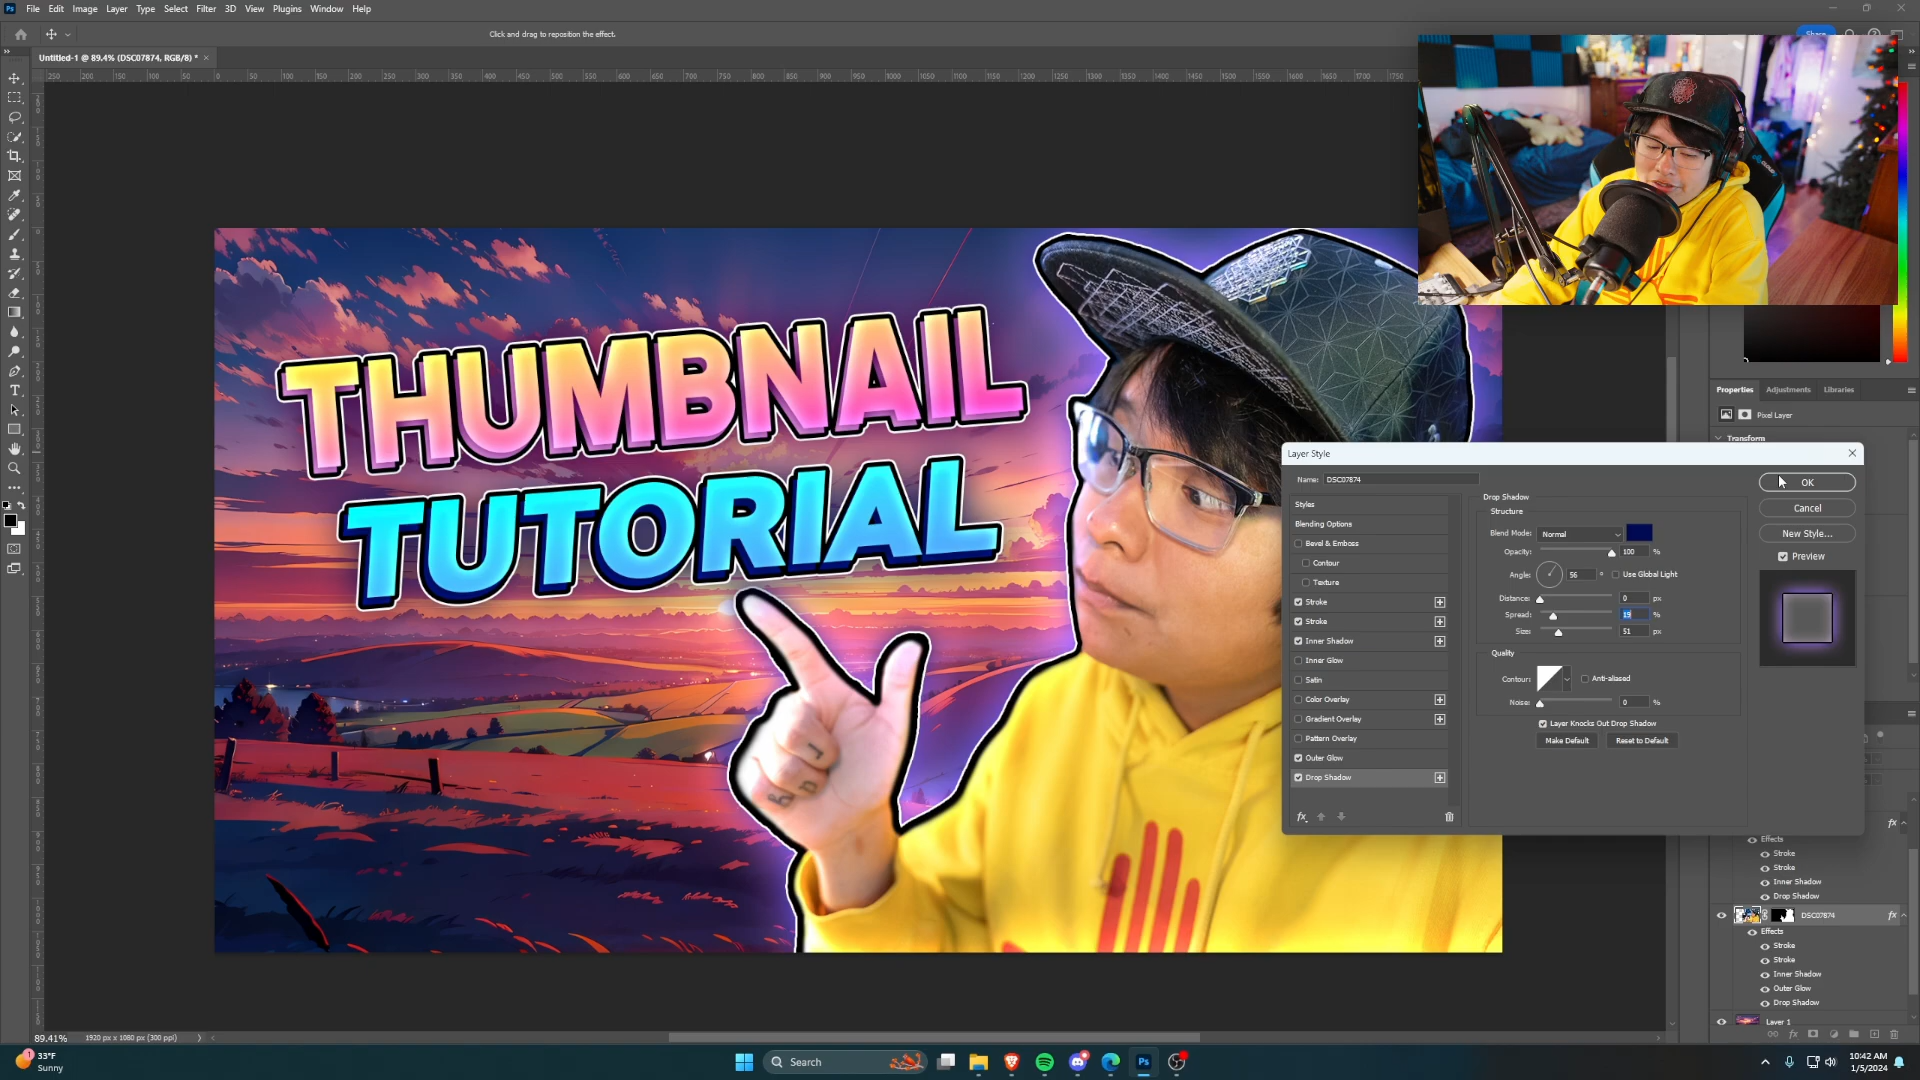 File Edit Image Layer Type Select Filter 3D View Plugins Window Help
Click and drag to reposition the effect.
Share
Untitled-1 @ 89.4% (DSC07874, RGB/8) *
THUMBNAIL
TUTORIAL
Properties Adjustments Libraries
Pixel Layer
Transform
Layer Style
Name: DSC07874
OK
Cancel
New Style...
Preview
Styles
Blending Options
Bevel & Emboss
Contour
Texture
Stroke
Stroke
Inner Shadow
Inner Glow
Satin
Color Overlay
Gradient Overlay
Pattern Overlay
Outer Glow
Drop Shadow
Drop Shadow
Structure
Blend Mode: Normal
Opacity: 100 %
Angle: 56 ° Use Global Light
Distance: 0 px
Spread: 19 %
Size: 51 px
Quality
Contour: Anti-aliased
Noise: 0 %
Layer Knocks Out Drop Shadow
Make Default Reset to Default
fx
Effects
Stroke
Stroke
Inner Shadow
Drop Shadow
DSC07874 fx
Effects
Stroke
Stroke
Inner Shadow
Outer Glow
Drop Shadow
Layer 1
89.41% 1920 px x 1080 px (300 ppi)
33°F
Sunny
Search
10:42 AM
1/5/2024